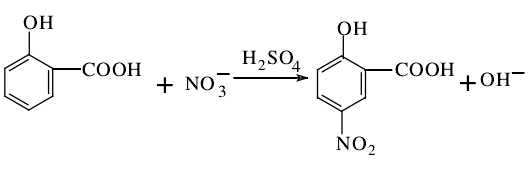 OH
COOH + NO₃⁻
H₂SO₄
OH
COOH + OH⁻
NO₂